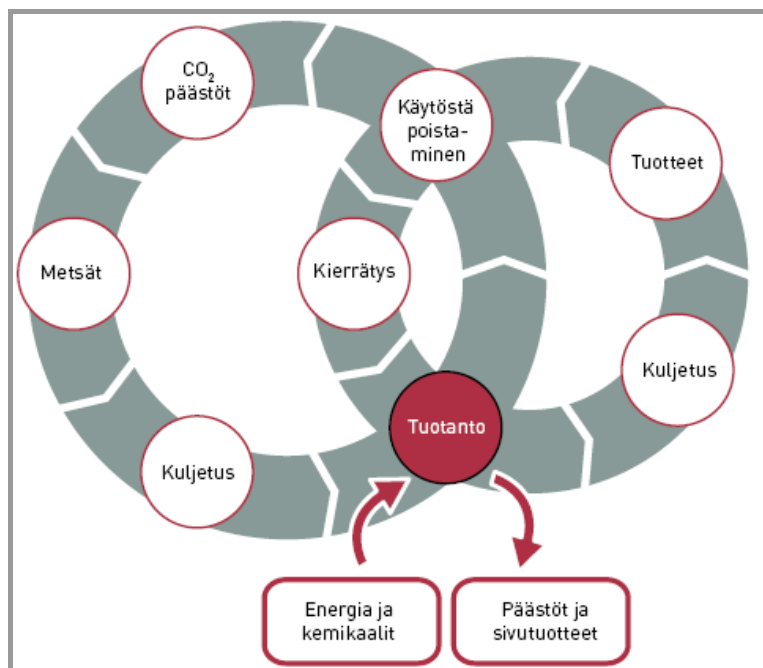 CO₂
päästöt
Käytöstä
poista-
minen
Tuotteet
Metsät
Kierrätys
Kuljetus
Tuotanto
Kuljetus
Energia ja
kemikaalit
Päästöt ja
sivutuotteet